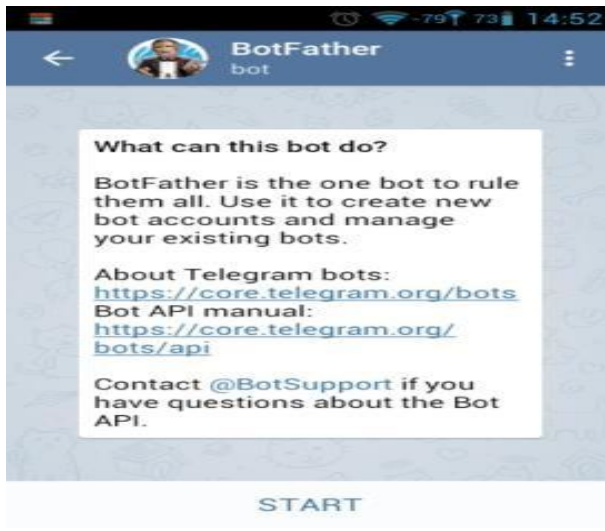 -79 73 14:52
BotFather
bot
What can this bot do?
BotFather is the one bot to rule
them all. Use it to create new
bot accounts and manage
your existing bots.
About Telegram bots:
https://core.telegram.org/bots
Bot API manual:
https://core.telegram.org/
bots/api
Contact @BotSupport if you
have questions about the Bot
API.
START